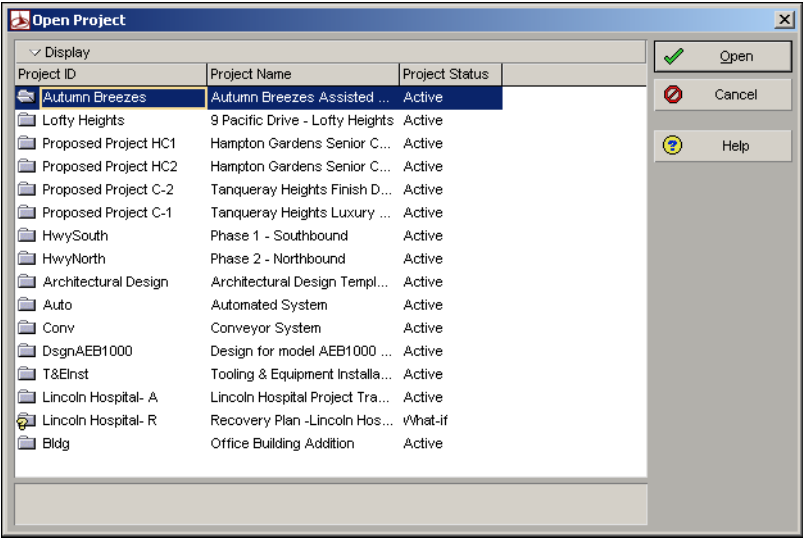 Open Project
Display
Open
Project ID Project Name Project Status
Autumn Breezes Autumn Breezes Assisted ... Active
Cancel
Lofty Heights 9 Pacific Drive - Lofty Heights Active
Proposed Project HC1 Hampton Gardens Senior C... Active
Help
Proposed Project HC2 Hampton Gardens Senior C... Active
Proposed Project C-2 Tanqueray Heights Finish D... Active
Proposed Project C-1 Tanqueray Heights Luxury ... Active
HwySouth Phase 1 - Southbound Active
HwyNorth Phase 2 - Northbound Active
Architectural Design Architectural Design Templ... Active
Auto Automated System Active
Conv Conveyor System Active
DsgnAEB1000 Design for model AEB1000 ... Active
T&EInst Tooling & Equipment Installa... Active
Lincoln Hospital- A Lincoln Hospital Project Tra... Active
Lincoln Hospital- R Recovery Plan -Lincoln Hos... What-if
Bldg Office Building Addition Active